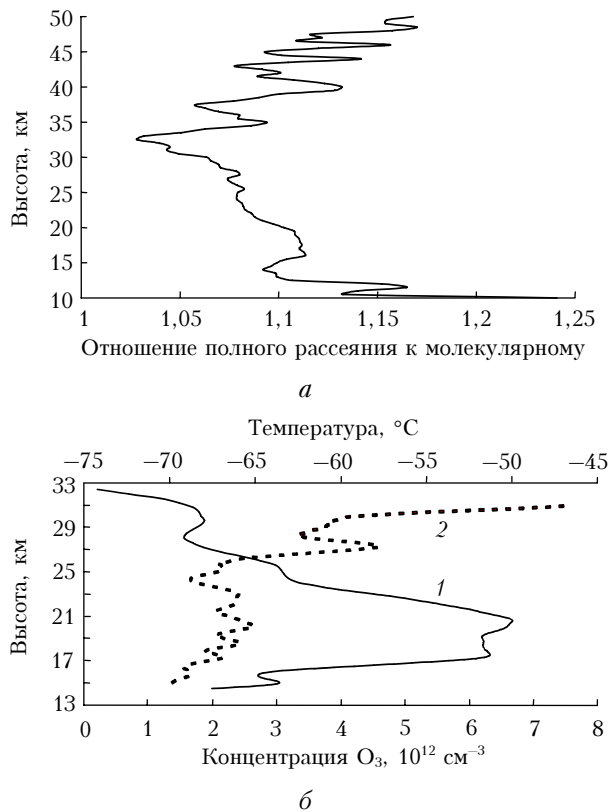 50
45
40
35
30
25
20
15
10
Высота, км
1 1,05 1,1 1,15 1,2 1,25
Отношение полного рассеяния к молекулярному
а
Температура, °C
−75 −70 −65 −60 −55 −50 −45
33
29
25
21
17
13
Высота, км
2
1
0 1 2 3 4 5 6 7 8
Концентрация O₃, 10¹² см⁻³
б